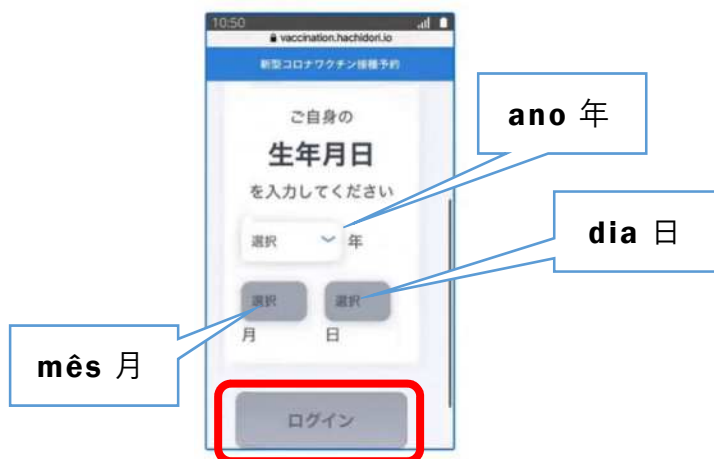 10:50
vaccination.hachidori.io
新型コロナワクチン接種予約
ご自身の
生年月日
を入力してください
選択 年
選択 選択
月 日
ログイン
ano 年
dia 日
mês 月